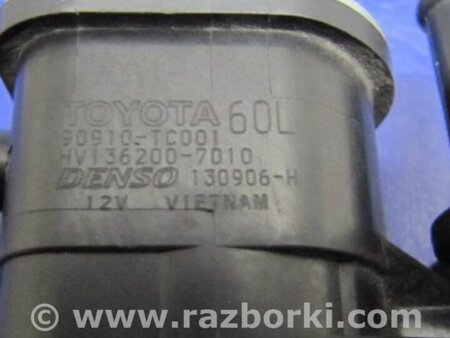 TOYOTA 60L
90910-TC001
HV136200-7010
DENSO 130906-H
12V VIETNAM
© www.razborki.com